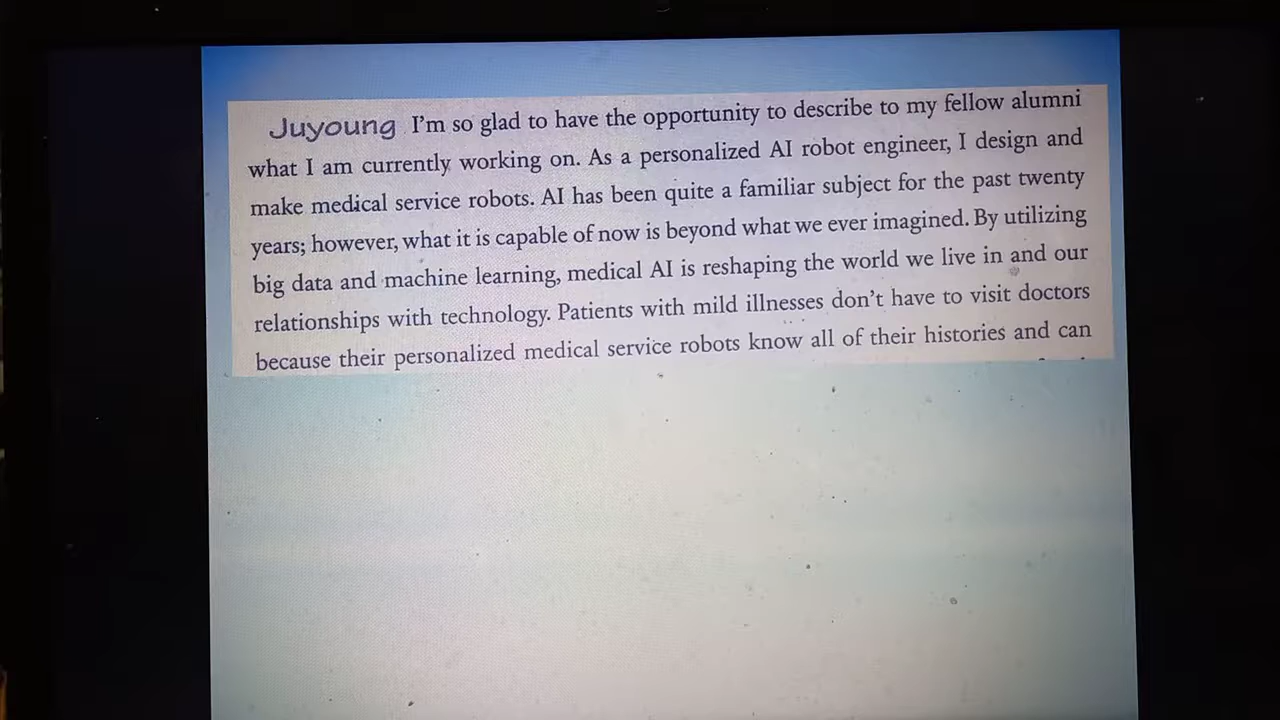 Juyoung I'm so glad to have the opportunity to describe to my fellow alumni
what I am currently working on. As a personalized AI robot engineer, I design and
make medical service robots. AI has been quite a familiar subject for the past twenty
years; however, what it is capable of now is beyond what we ever imagined. By utilizing
big data and machine learning, medical AI is reshaping the world we live in and our
relationships with technology. Patients with mild illnesses don't have to visit doctors
because their personalized medical service robots know all of their histories and can